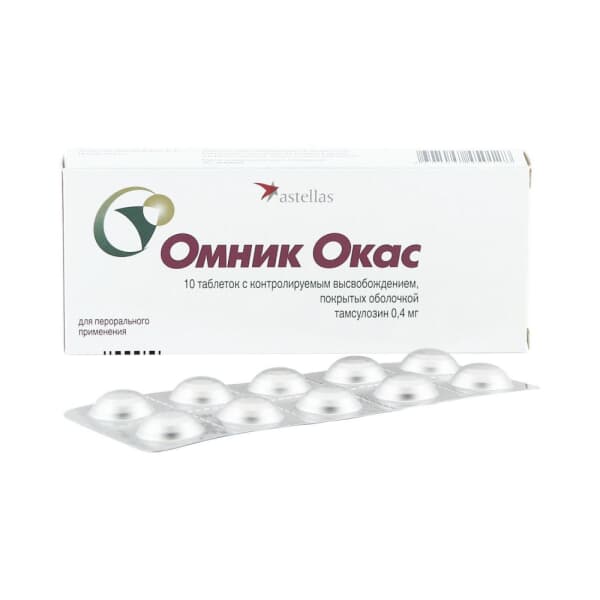 astellas
Омник Окас
10 таблеток с контролируемым высвобождением,
покрытых оболочкой
тамсулозин 0,4 мг
для перорального
применения